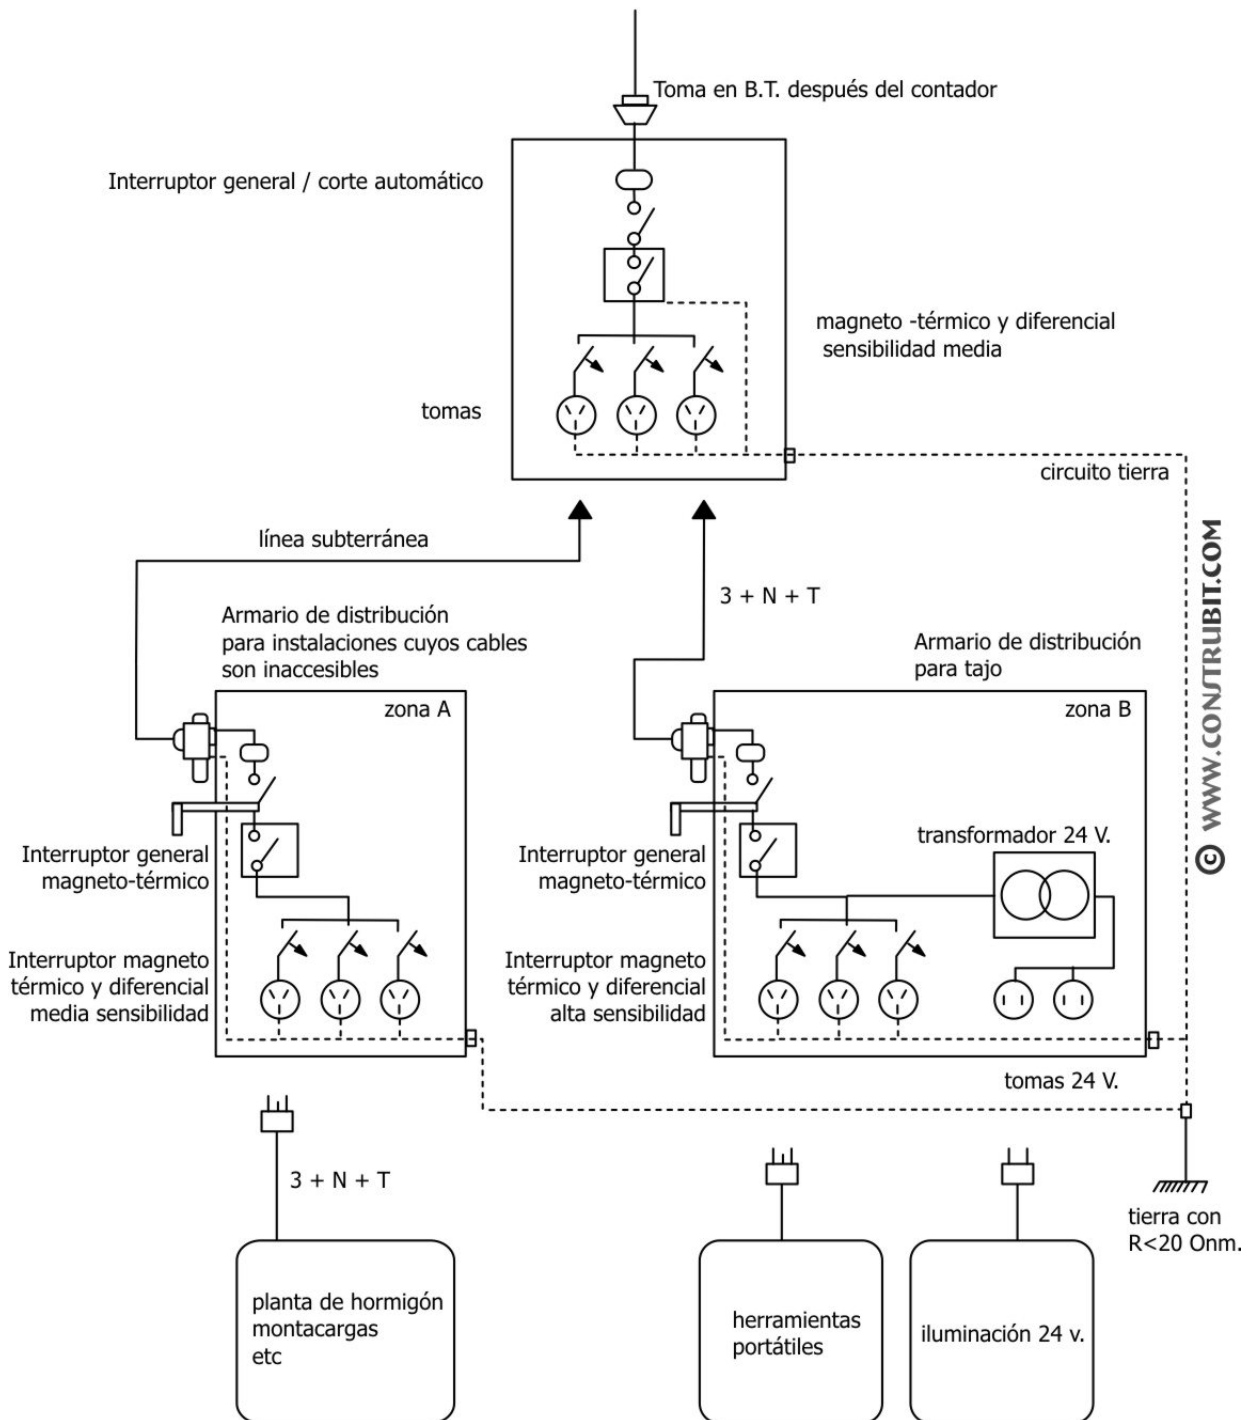 Toma en B.T. después del contador
Interruptor general / corte automático
magneto -térmico y diferencial
sensibilidad media
tomas
circuito tierra
línea subterránea
3 + N + T
Armario de distribución
para instalaciones cuyos cables
son inaccesibles
Armario de distribución
para tajo
zona A
zona B
Interruptor general
magneto-térmico
Interruptor general
magneto-térmico
transformador 24 V.
Interruptor magneto
térmico y diferencial
media sensibilidad
Interruptor magneto
térmico y diferencial
alta sensibilidad
tomas 24 V.
3 + N + T
tierra con
R<20 Onm.
planta de hormigón
montacargas
etc
herramientas
portátiles
iluminación 24 v.
© WWW.CONSTRUBIT.COM